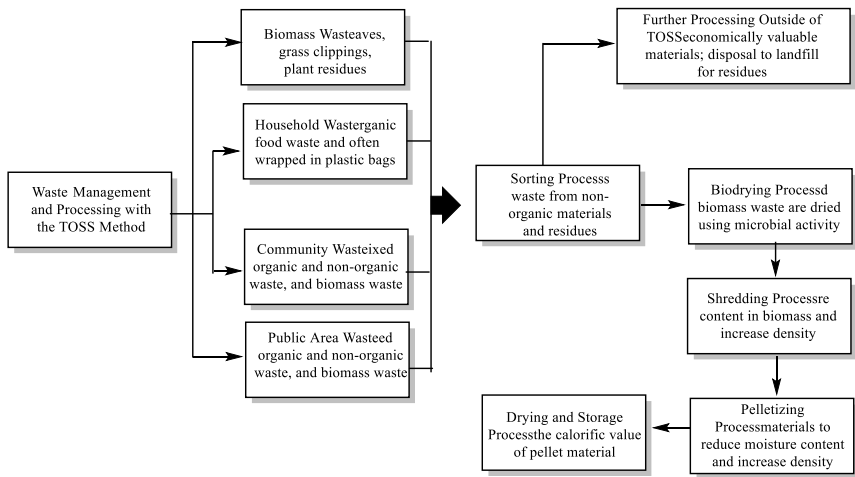 Waste Management
and Processing with
the TOSS Method
Biomass Wasteaves,
grass clippings,
plant residues
Household Wasterganic
food waste and often
wrapped in plastic bags
Community Wasteixed
organic and non-organic
waste, and biomass waste
Public Area Wasteed
organic and non-organic
waste, and biomass waste
Sorting Processs
waste from non-
organic materials
and residues
Further Processing Outside of
TOSSeconomically valuable
materials; disposal to landfill
for residues
Biodrying Processd
biomass waste are dried
using microbial activity
Shredding Processre
content in biomass and
increase density
Pelletizing
Processmaterials to
reduce moisture content
and increase density
Drying and Storage
Processthe calorific value
of pellet material